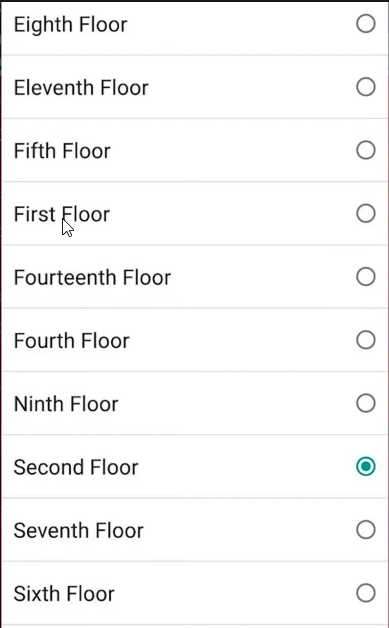 Eighth Floor
Eleventh Floor
Fifth Floor
First Floor
Fourteenth Floor
Fourth Floor
Ninth Floor
Second Floor
Seventh Floor
Sixth Floor